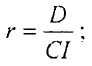 r = D / CI ;